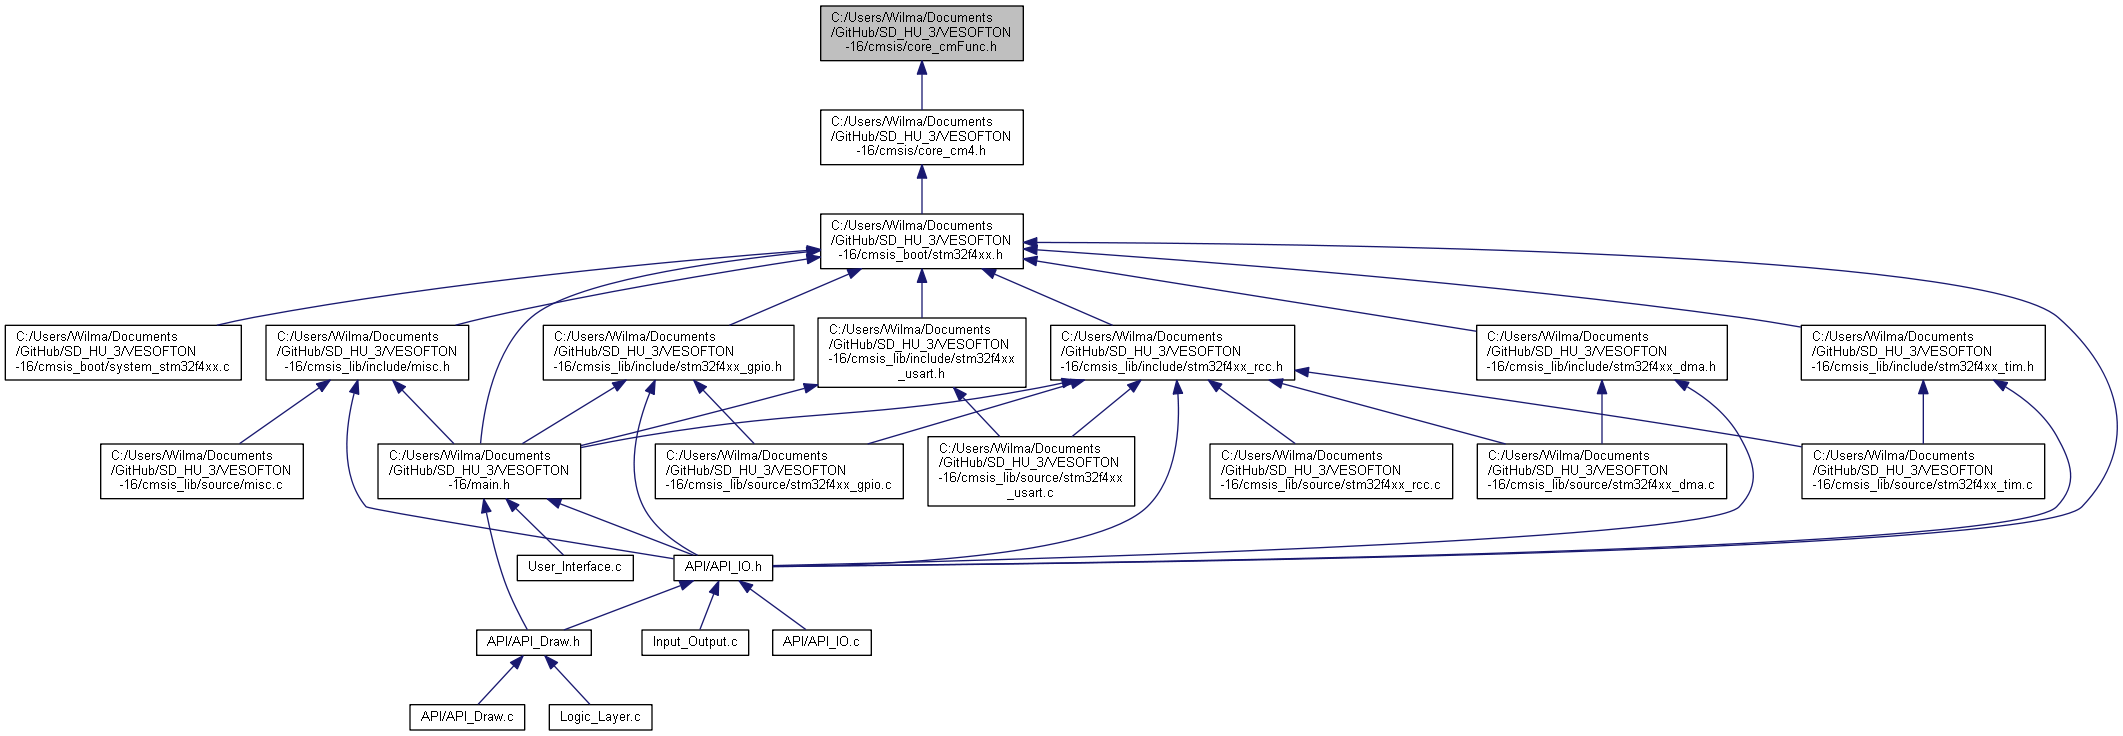 C:/Users/Wilma/Documents
/GitHub/SD_HU_3/VESOFTON
-16/cmsis/core_cmFunc.h
C:/Users/Wilma/Documents
/GitHub/SD_HU_3/VESOFTON
-16/cmsis/core_cm4.h
C:/Users/Wilma/Documents
/GitHub/SD_HU_3/VESOFTON
-16/cmsis_boot/stm32f4xx.h
C:/Users/Wilma/Documents
/GitHub/SD_HU_3/VESOFTON
-16/cmsis_boot/system_stm32f4xx.c
C:/Users/Wilma/Documents
/GitHub/SD_HU_3/VESOFTON
-16/cmsis_lib/include/misc.h
C:/Users/Wilma/Documents
/GitHub/SD_HU_3/VESOFTON
-16/cmsis_lib/include/stm32f4xx_gpio.h
C:/Users/Wilma/Documents
/GitHub/SD_HU_3/VESOFTON
-16/cmsis_lib/include/stm32f4xx
_usart.h
C:/Users/Wilma/Documents
/GitHub/SD_HU_3/VESOFTON
-16/cmsis_lib/include/stm32f4xx_rcc.h
C:/Users/Wilma/Documents
/GitHub/SD_HU_3/VESOFTON
-16/cmsis_lib/include/stm32f4xx_dma.h
C:/Users/Wilma/Documents
/GitHub/SD_HU_3/VESOFTON
-16/cmsis_lib/include/stm32f4xx_tim.h
C:/Users/Wilma/Documents
/GitHub/SD_HU_3/VESOFTON
-16/cmsis_lib/source/misc.c
C:/Users/Wilma/Documents
/GitHub/SD_HU_3/VESOFTON
-16/main.h
C:/Users/Wilma/Documents
/GitHub/SD_HU_3/VESOFTON
-16/cmsis_lib/source/stm32f4xx_gpio.c
C:/Users/Wilma/Documents
/GitHub/SD_HU_3/VESOFTON
-16/cmsis_lib/source/stm32f4xx
_usart.c
C:/Users/Wilma/Documents
/GitHub/SD_HU_3/VESOFTON
-16/cmsis_lib/source/stm32f4xx_rcc.c
C:/Users/Wilma/Documents
/GitHub/SD_HU_3/VESOFTON
-16/cmsis_lib/source/stm32f4xx_dma.c
C:/Users/Wilma/Documents
/GitHub/SD_HU_3/VESOFTON
-16/cmsis_lib/source/stm32f4xx_tim.c
User_Interface.c
API/API_IO.h
API/API_Draw.h
Input_Output.c
API/API_IO.c
API/API_Draw.c
Logic_Layer.c